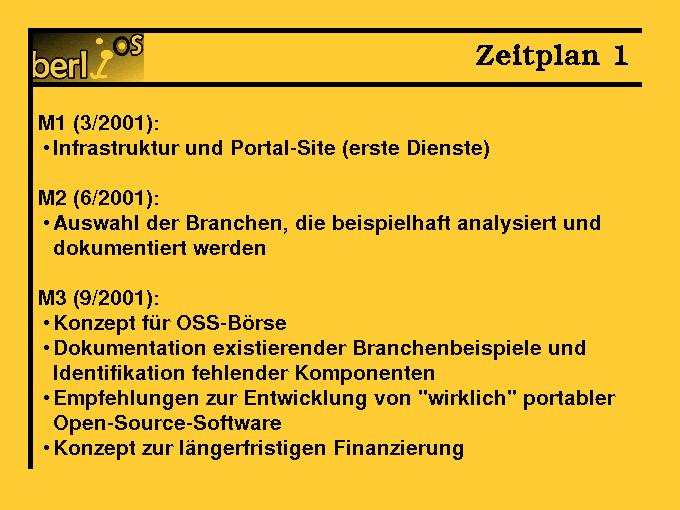 berliOS
Zeitplan 1
M1 (3/2001):
•Infrastruktur und Portal-Site (erste Dienste)
M2 (6/2001):
•Auswahl der Branchen, die beispielhaft analysiert und
dokumentiert werden
M3 (9/2001):
•Konzept für OSS-Börse
•Dokumentation existierender Branchenbeispiele und
Identifikation fehlender Komponenten
•Empfehlungen zur Entwicklung von "wirklich" portabler
Open-Source-Software
•Konzept zur längerfristigen Finanzierung